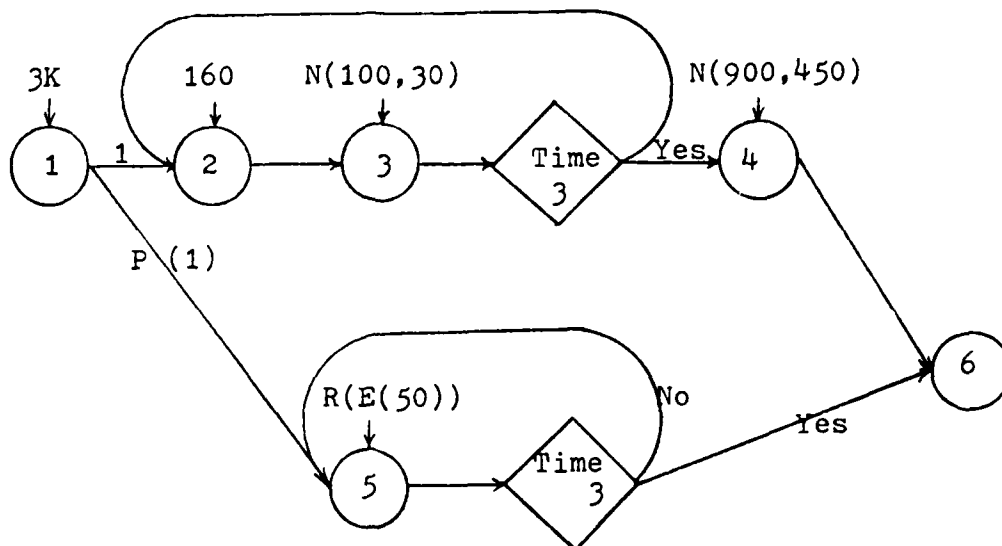 3K
160
N(100,30)
N(900,450)
1
1
2
3
Time
3
Yes
4
P (1)
R(E(50))
No
6
5
Time
3
Yes